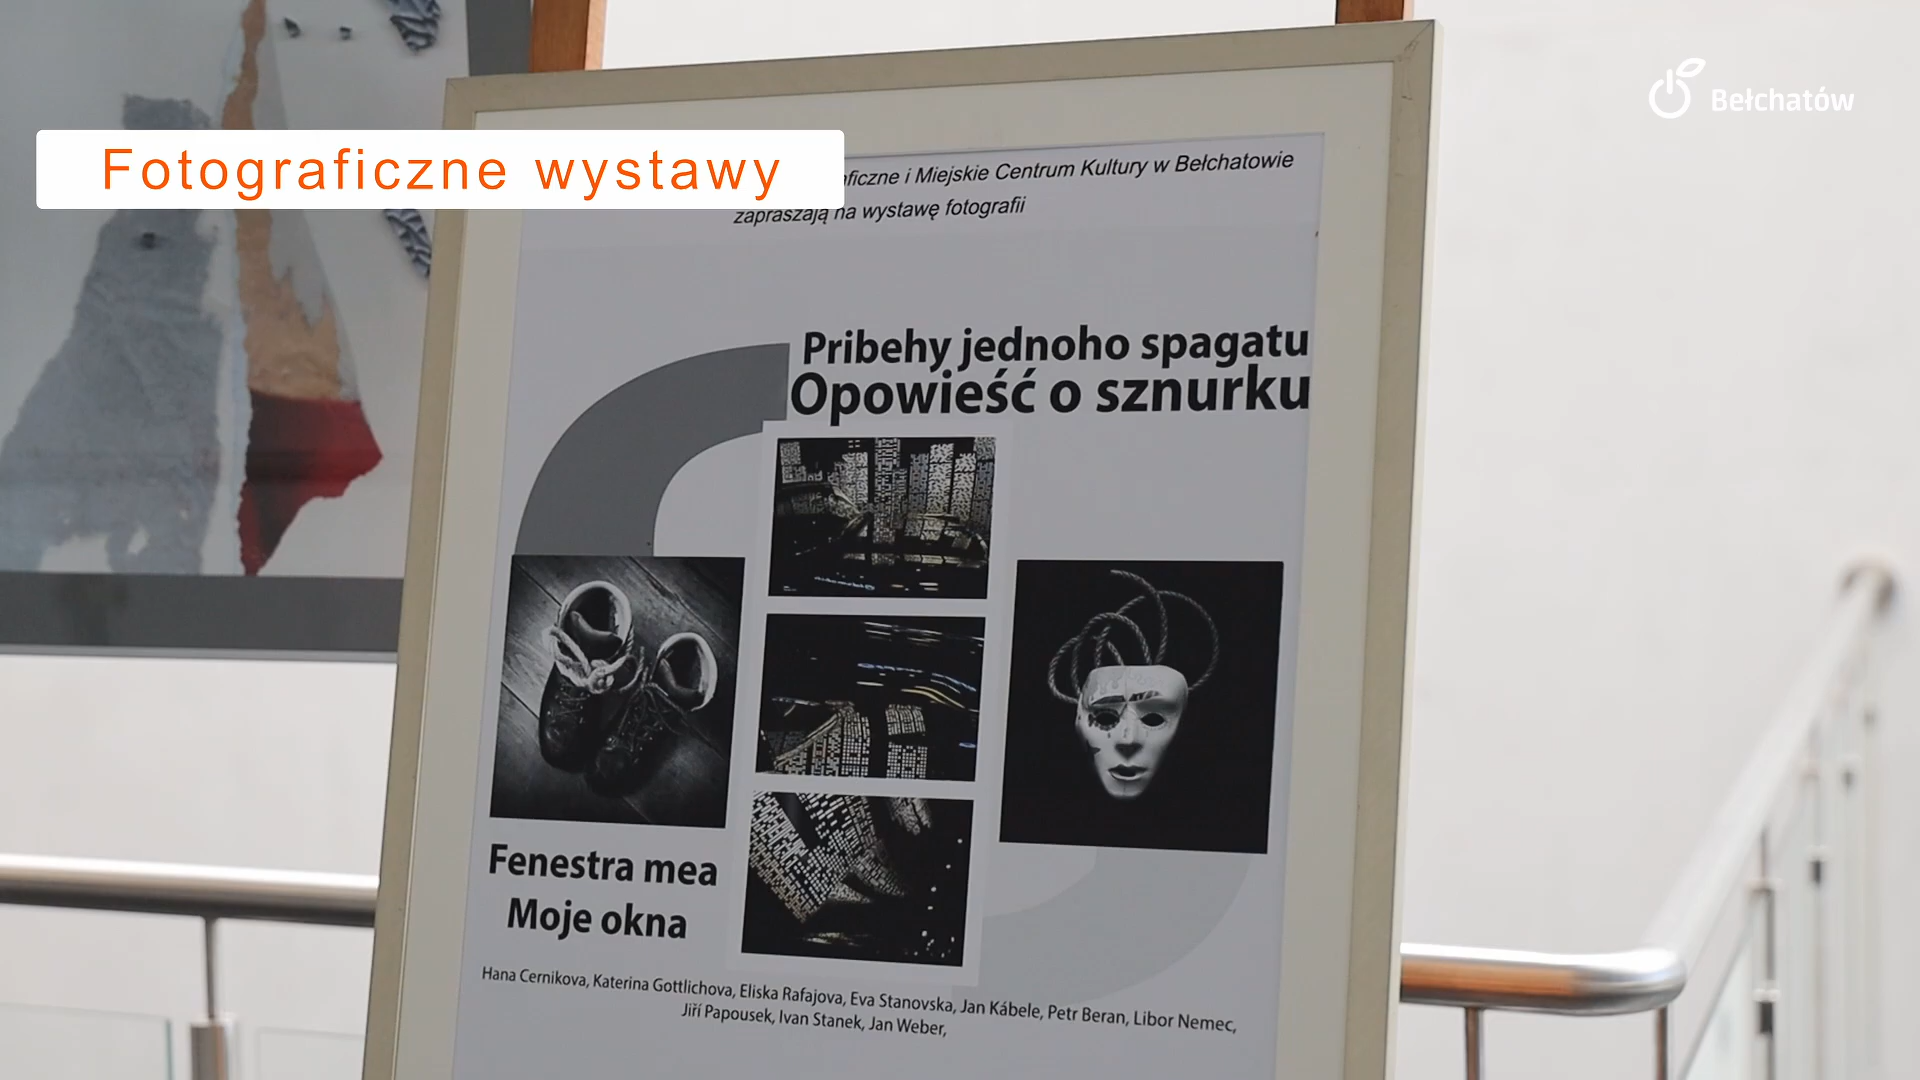 Bełchatów
Fotograficzne wystawy
i Miejskie Centrum Kultury w Bełchatowie
zapraszają na wystawę fotografii
Pribehy jednoho spagatu
Opowieść o sznurku
Fenestra mea
Moje okna
Hana Cernikova, Katerina Gottlichova, Eliska Rafajova, Eva Stanovska, Jan Kábele, Petr Beran, Libor Nemec,
Jiří Papousek, Ivan Stanek, Jan Weber,